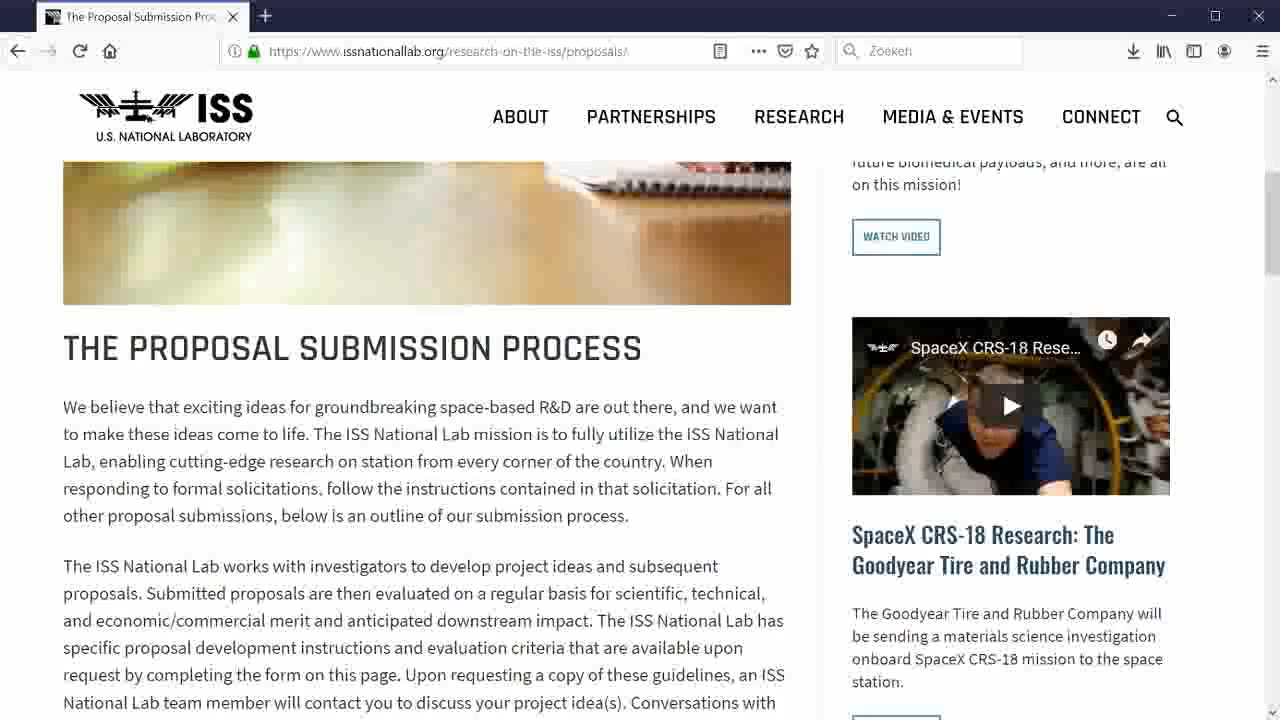 The Proposal Submission Proc
https://www.issnationallab.org/research-on-the-iss/proposals/
Zoeken
ISS
U.S. NATIONAL LABORATORY
ABOUT
PARTNERSHIPS
RESEARCH
MEDIA & EVENTS
CONNECT
THE PROPOSAL SUBMISSION PROCESS
We believe that exciting ideas for groundbreaking space-based R&D are out there, and we want
to make these ideas come to life. The ISS National Lab mission is to fully utilize the ISS National
Lab, enabling cutting-edge research on station from every corner of the country. When
responding to formal solicitations, follow the instructions contained in that solicitation. For all
other proposal submissions, below is an outline of our submission process.
The ISS National Lab works with investigators to develop project ideas and subsequent
proposals. Submitted proposals are then evaluated on a regular basis for scientific, technical,
and economic/commercial merit and anticipated downstream impact. The ISS National Lab has
specific proposal development instructions and evaluation criteria that are available upon
request by completing the form on this page. Upon requesting a copy of these guidelines, an ISS
National Lab team member will contact you to discuss your project idea(s). Conversations with
future biomedical payloads, and more, are all
on this mission!
WATCH VIDEO
SpaceX CRS-18 Rese...
SpaceX CRS-18 Research: The
Goodyear Tire and Rubber Company
The Goodyear Tire and Rubber Company will
be sending a materials science investigation
onboard SpaceX CRS-18 mission to the space
station.